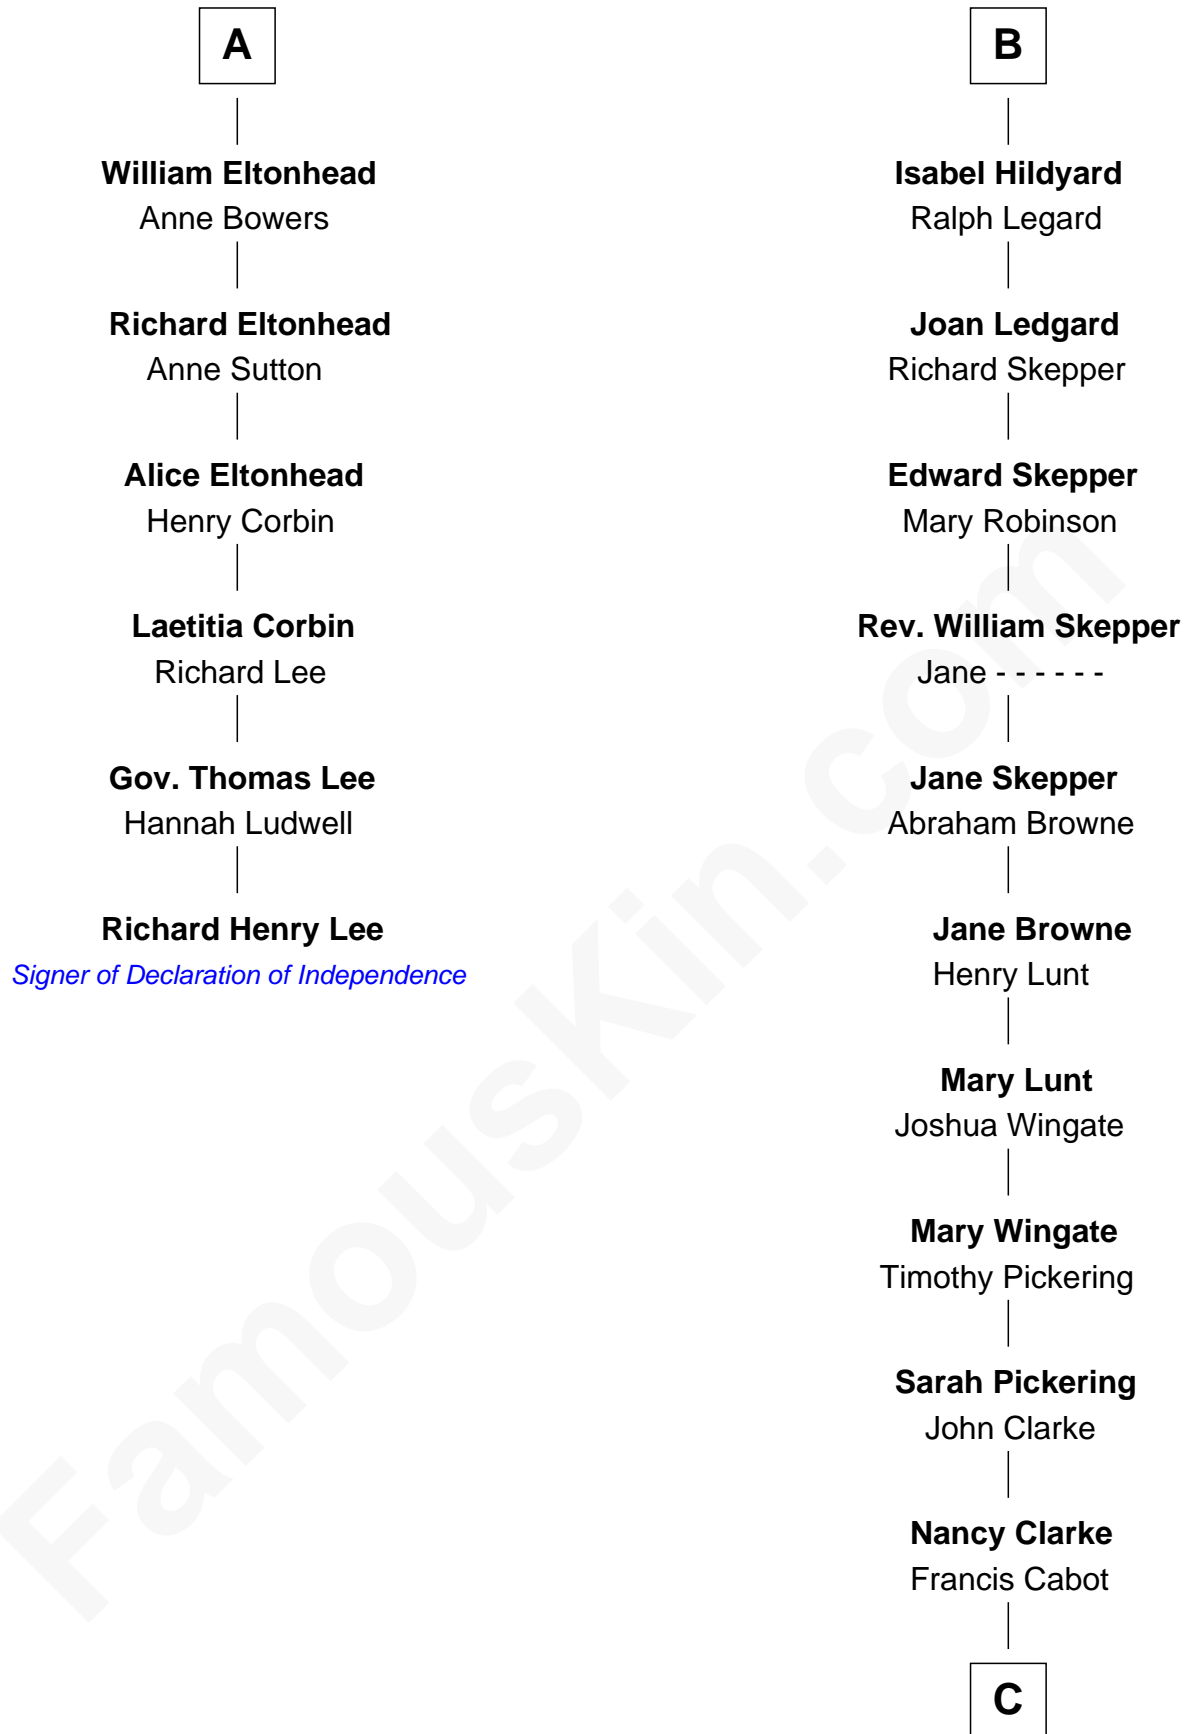 A
William Eltonhead
Anne Bowers
Richard Eltonhead
Anne Sutton
Alice Eltonhead
Henry Corbin
Laetitia Corbin
Richard Lee
Gov. Thomas Lee
Hannah Ludwell
Richard Henry Lee
Signer of Declaration of Independence
B
Isabel Hildyard
Ralph Legard
Joan Ledgard
Richard Skepper
Edward Skepper
Mary Robinson
Rev. William Skepper
Jane - - - - - -
Jane Skepper
Abraham Browne
Jane Browne
Henry Lunt
Mary Lunt
Joshua Wingate
Mary Wingate
Timothy Pickering
Sarah Pickering
John Clarke
Nancy Clarke
Francis Cabot
C
FamousKin.com